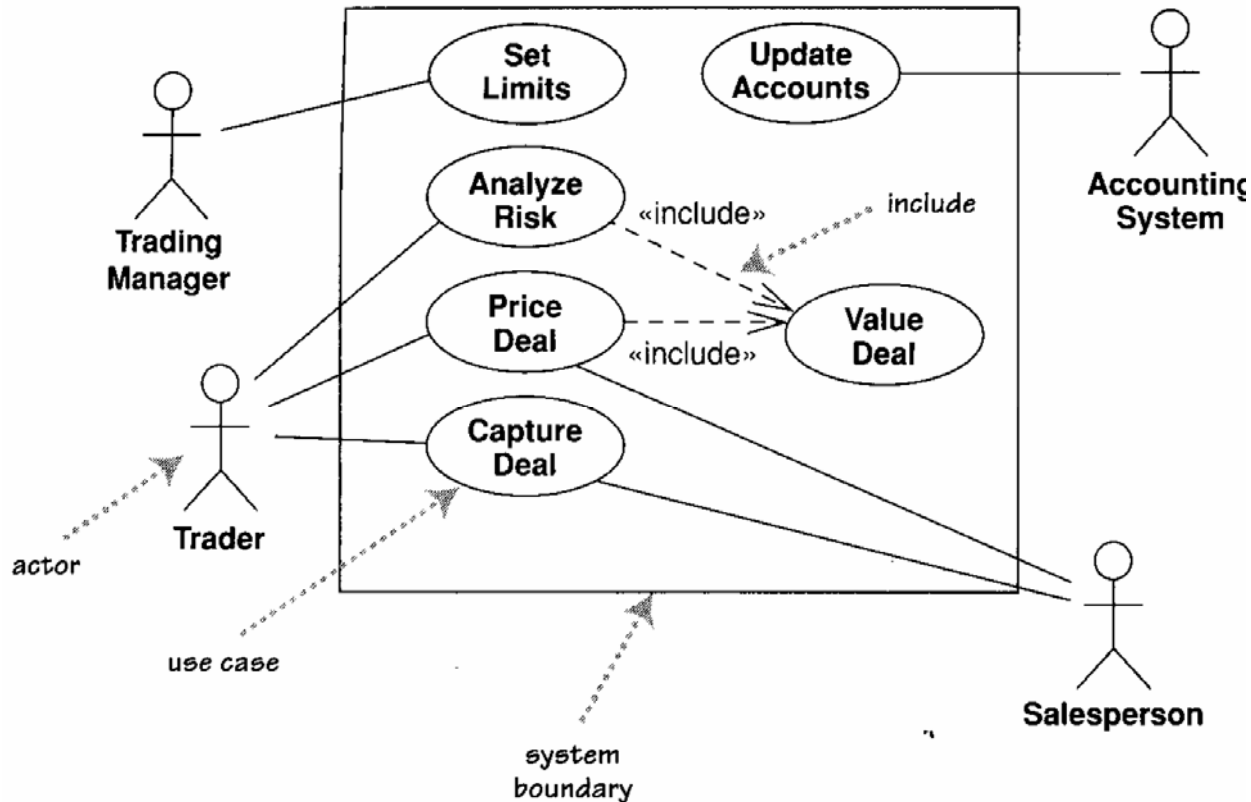 Set
Limits
Update
Accounts
Trading
Manager
Accounting
System
Analyze
Risk
«include»
include
Price
Deal
«include»
Value
Deal
Capture
Deal
Trader
actor
use case
system
boundary
Salesperson